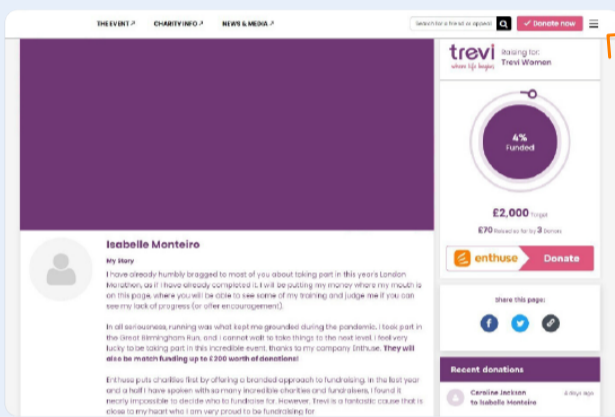 THE EVENT CHARITY INFO NEWS & MEDIA Search for a friend or appeal Donate now
trevi
where life begins
Raising for:
Trevi Women
4%
Funded
£2,000 Target
£70 Raised so far by 3 Donors
enthuse Donate
Share this page:
Recent donations
Caroline Jackson
to Isabelle Monteiro
6 days ago
Isabelle Monteiro
My Story
I have already humbly bragged to most of you about taking part in this year's London
Marathon, as if I have already completed it. I will be putting my money where my mouth is
on this page, where you will be able to see some of my training and judge me if you can
see my lack of progress (or offer encouragement).
In all seriousness, running was what kept me grounded during the pandemic. I took part in
the Great Birmingham Run, and I cannot wait to take things to the next level. I feel very
lucky to be taking part in this incredible event, thanks to my company Enthuse. They will
also be match funding up to £200 worth of donations!
Enthuse puts charities first by offering a branded approach to fundraising. In the last year
and a half I have spoken with so many incredible charities and fundraisers, I found it
nearly impossible to decide who to fundraise for. However, Trevi is a fantastic cause that is
close to my heart who I am very proud to be fundraising for